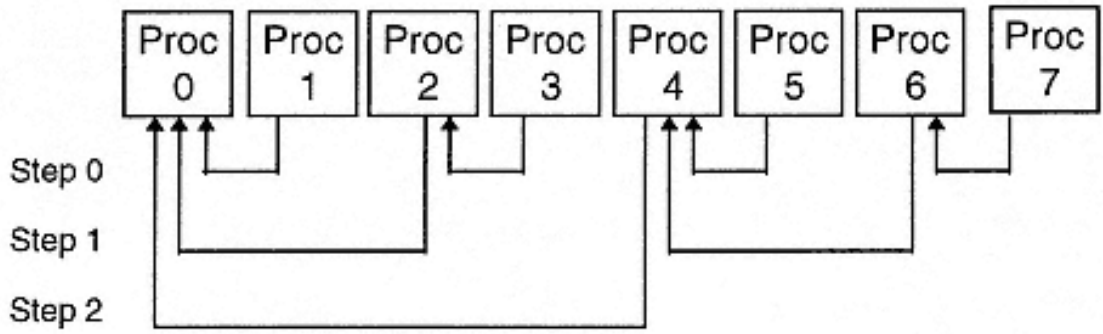 Proc 0
Proc 1
Proc 2
Proc 3
Proc 4
Proc 5
Proc 6
Proc 7
Step 0
Step 1
Step 2